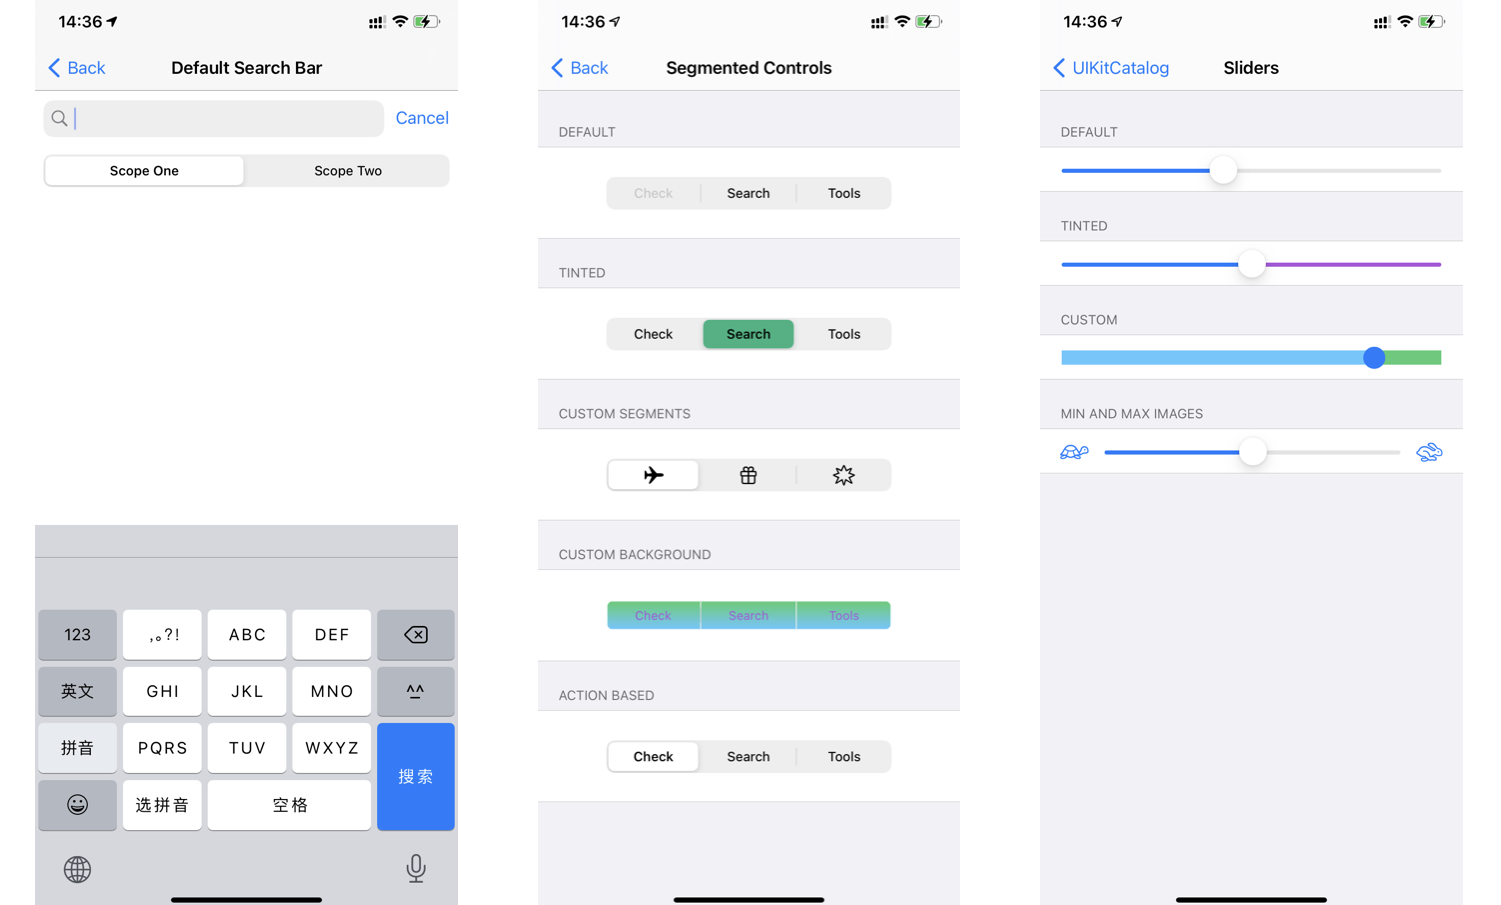 14:36
Back
Default Search Bar
Cancel
Scope One
Scope Two
123
,。?!
ABC
DEF
英文
GHI
JKL
MNO
^^
拼音
PQRS
TUV
WXYZ
搜索
选拼音
空格
14:36
Back
Segmented Controls
DEFAULT
Check
Search
Tools
TINTED
Check
Search
Tools
CUSTOM SEGMENTS
CUSTOM BACKGROUND
Check
Search
Tools
ACTION BASED
Check
Search
Tools
14:36
UIKitCatalog
Sliders
DEFAULT
TINTED
CUSTOM
MIN AND MAX IMAGES